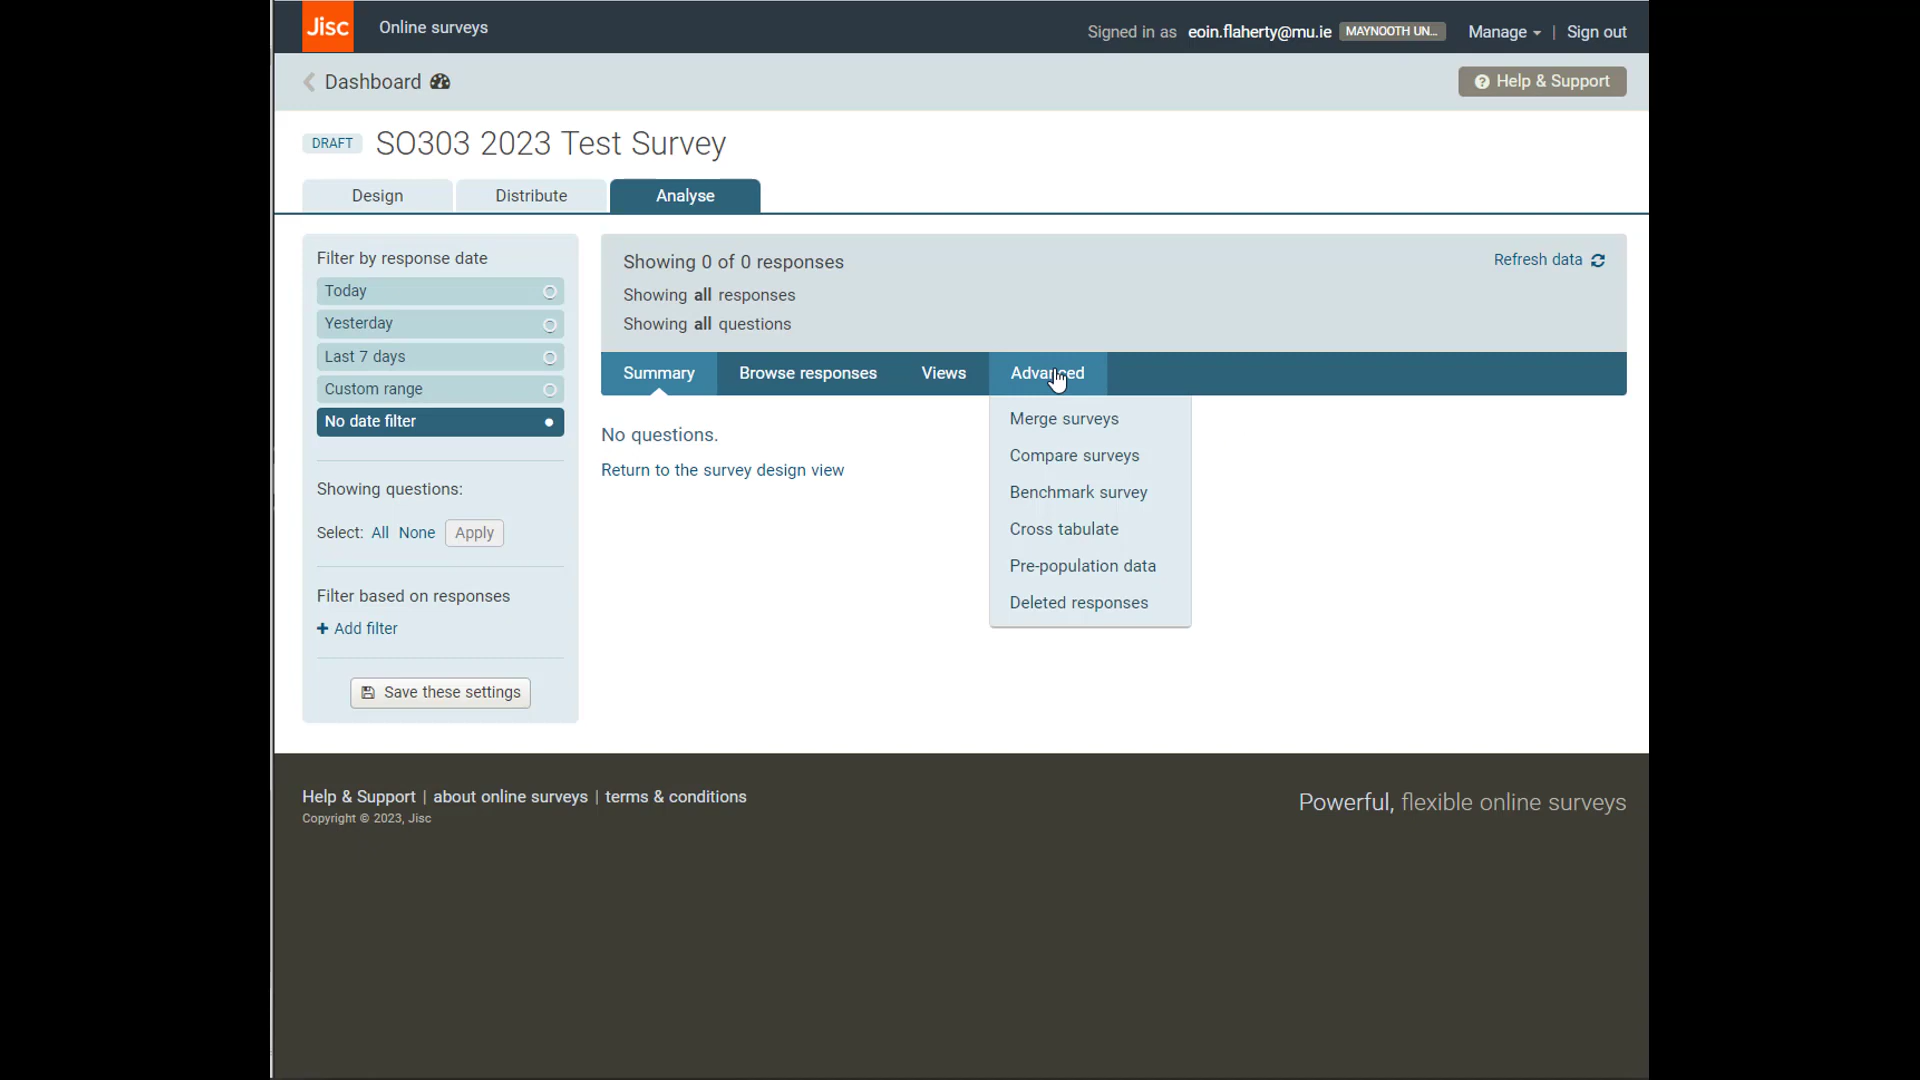 Jisc Online surveys Signed in as eoin.flaherty@mu.ie MAYNOOTH UN... Manage | Sign out
Dashboard Help & Support
DRAFT SO303 2023 Test Survey
Design Distribute Analyse
Filter by response date
Today
Yesterday
Last 7 days
Custom range
No date filter
Showing questions:
Select: All None Apply
Filter based on responses
Add filter
Save these settings
Showing 0 of 0 responses Refresh data
Showing all responses
Showing all questions
Summary Browse responses Views Advanced
No questions.
Return to the survey design view
Merge surveys
Compare surveys
Benchmark survey
Cross tabulate
Pre-population data
Deleted responses
Help & Support | about online surveys | terms & conditions
Copyright © 2023, Jisc
Powerful, flexible online surveys